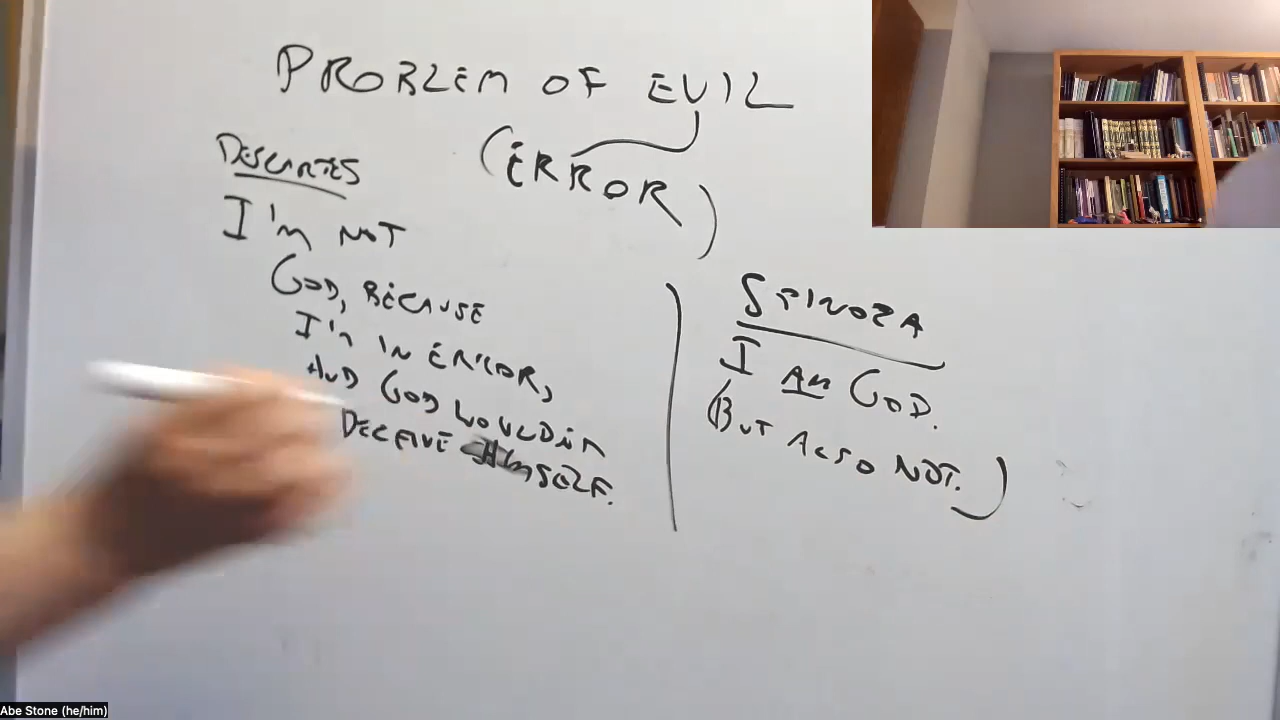 PROBLEM OF EVIL
(ERROR)
DESCARTES
I'm NOT
GOD, BECAUSE
I'm IN ERROR,
AND GOD WOULDN
DECEIVE HIMSELF.
SPINOZA
I AM GOD.
(BUT ALSO NOT.)
Abe Stone (he/him)